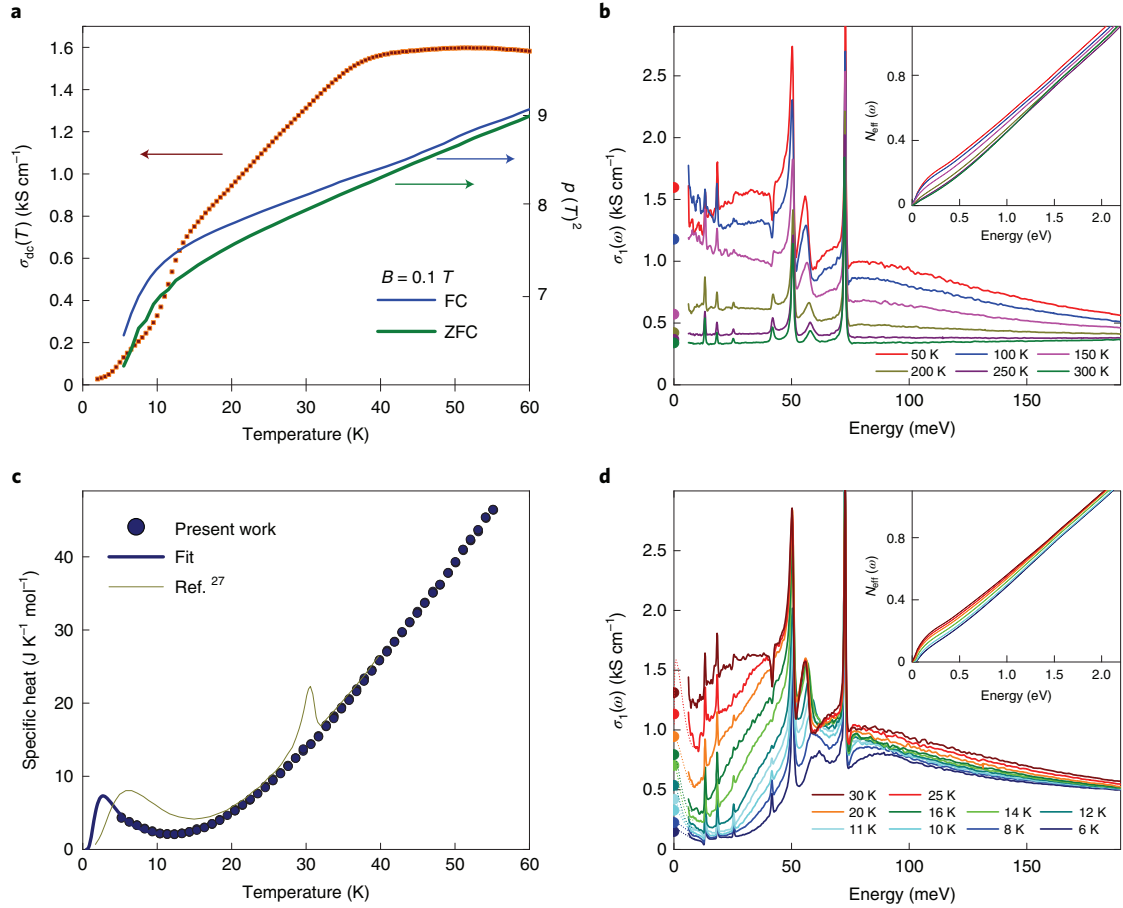 a
1.6
1.4
1.2
1.0
0.8
0.6
0.4
0.2
0
σdc(T) (kS cm−1)
9
8
7
p (T)2
B = 0.1 T
FC
ZFC
0 10 20 30 40 50 60
Temperature (K)
b
2.5
2.0
1.5
1.0
0.5
0
σ1(ω) (kS cm−1)
0.8
0.4
0
Neff (ω)
0 0.5 1.0 1.5 2.0
Energy (eV)
50 K 100 K 150 K
200 K 250 K 300 K
0 50 100 150
Energy (meV)
c
40
30
20
10
0
Specific heat (J K−1 mol−1)
Present work
Fit
Ref. 27
0 10 20 30 40 50 60
Temperature (K)
d
2.5
2.0
1.5
1.0
0.5
0
σ1(ω) (kS cm−1)
0.8
0.4
0
Neff (ω)
0 0.5 1.0 1.5 2.0
Energy (eV)
30 K 25 K
20 K 16 K 14 K 12 K
11 K 10 K 8 K 6 K
0 50 100 150
Energy (meV)